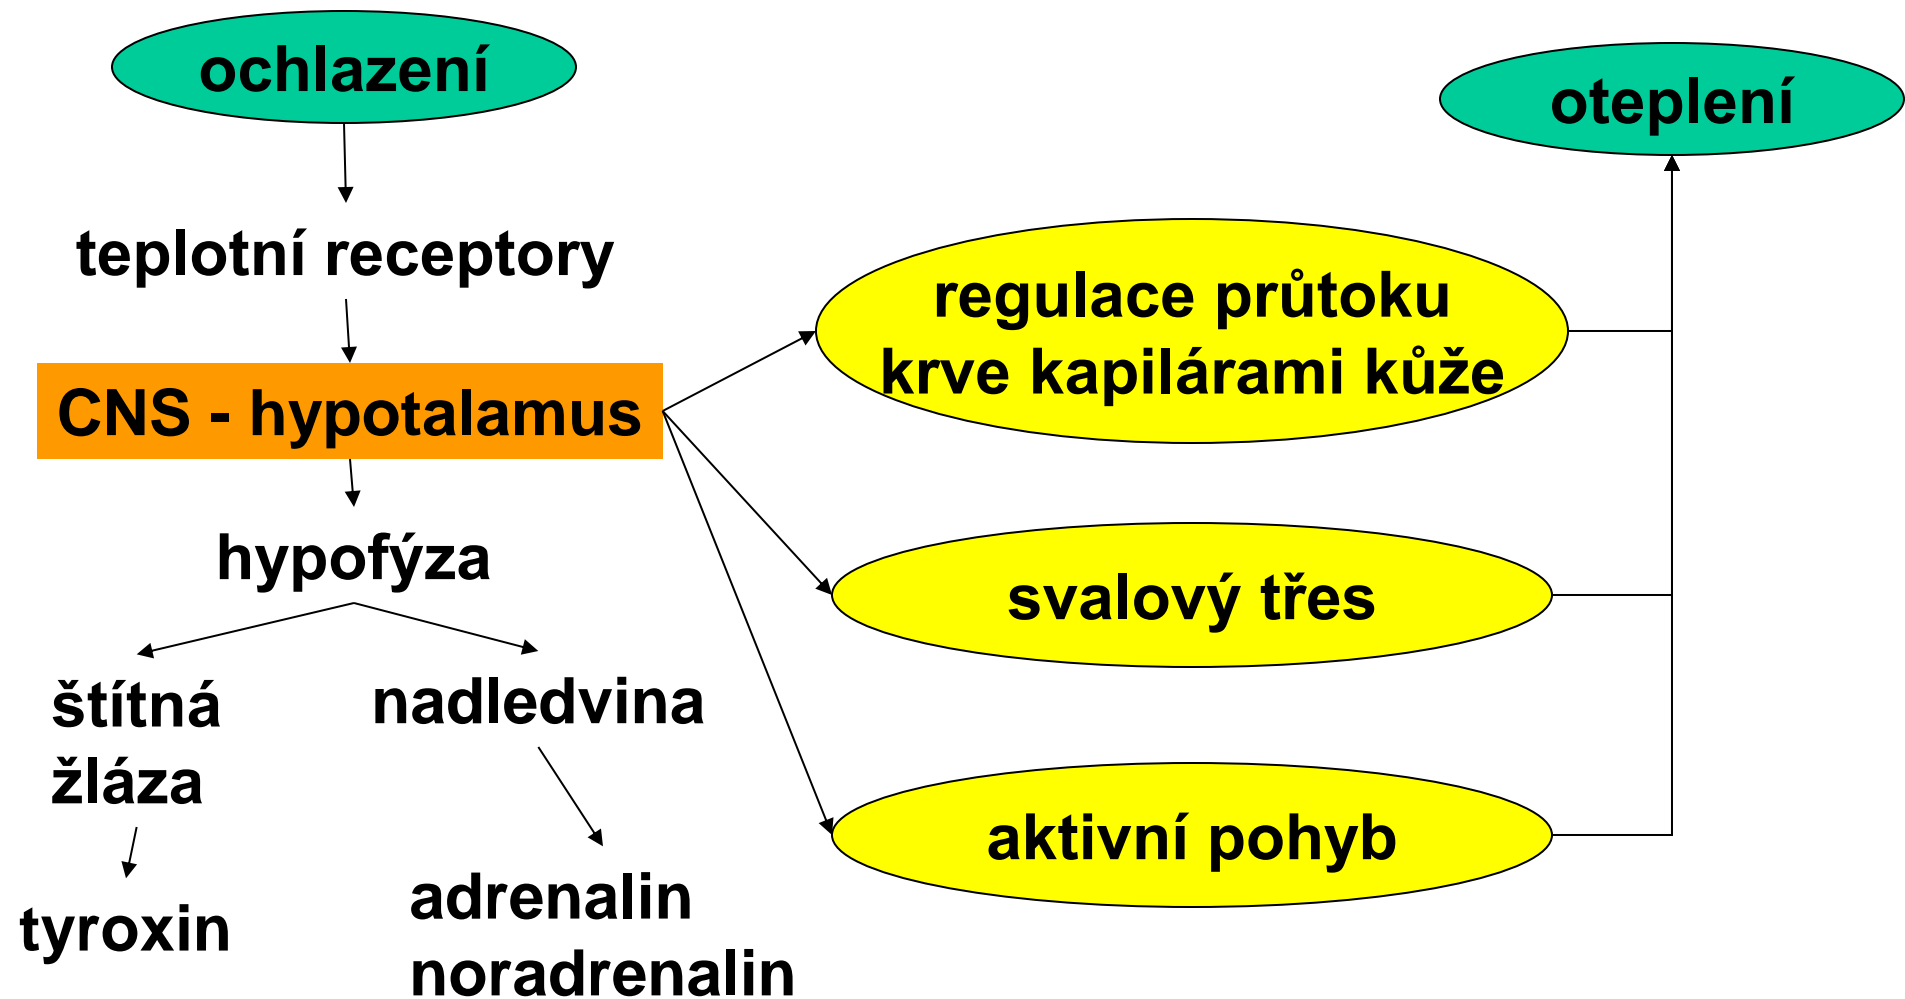 ochlazení
oteplení
teplotní receptory
regulace průtoku
krve kapilárami kůže
CNS - hypotalamus
hypofýza
svalový třes
štítná
žláza
nadledvina
aktivní pohyb
tyroxin
adrenalin
noradrenalin